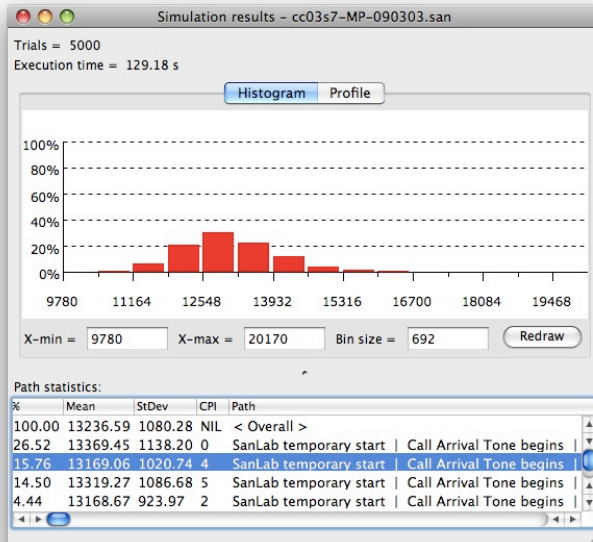 Simulation results - cc03s7-MP-090303.san
Trials = 5000
Execution time = 129.18 s
Histogram Profile
100%
80%
60%
40%
20%
0%
9780 11164 12548 13932 15316 16700 18084 19468
X-min = 9780 X-max = 20170 Bin size = 692 Redraw
Path statistics:
% Mean StDev CPI Path
100.00 13236.59 1080.28 NIL < Overall >
26.52 13369.45 1138.20 0 SanLab temporary start | Call Arrival Tone begins |
15.76 13169.06 1020.74 4 SanLab temporary start | Call Arrival Tone begins |
14.50 13319.27 1086.68 5 SanLab temporary start | Call Arrival Tone begins |
4.44 13168.67 923.97 2 SanLab temporary start | Call Arrival Tone begins |